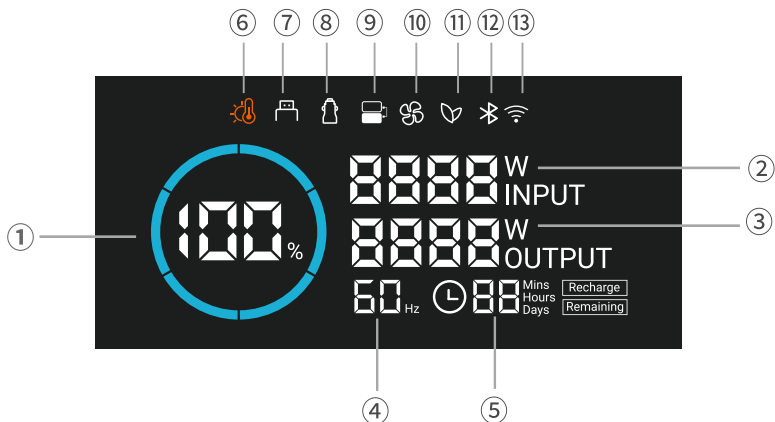 ⑥ ⑦ ⑧ ⑨ ⑩ ⑪ ⑫ ⑬
8888 W INPUT ②
① 100 %
8888 W OUTPUT ③
60 Hz 88 Mins Hours Days Recharge Remaining
④ ⑤